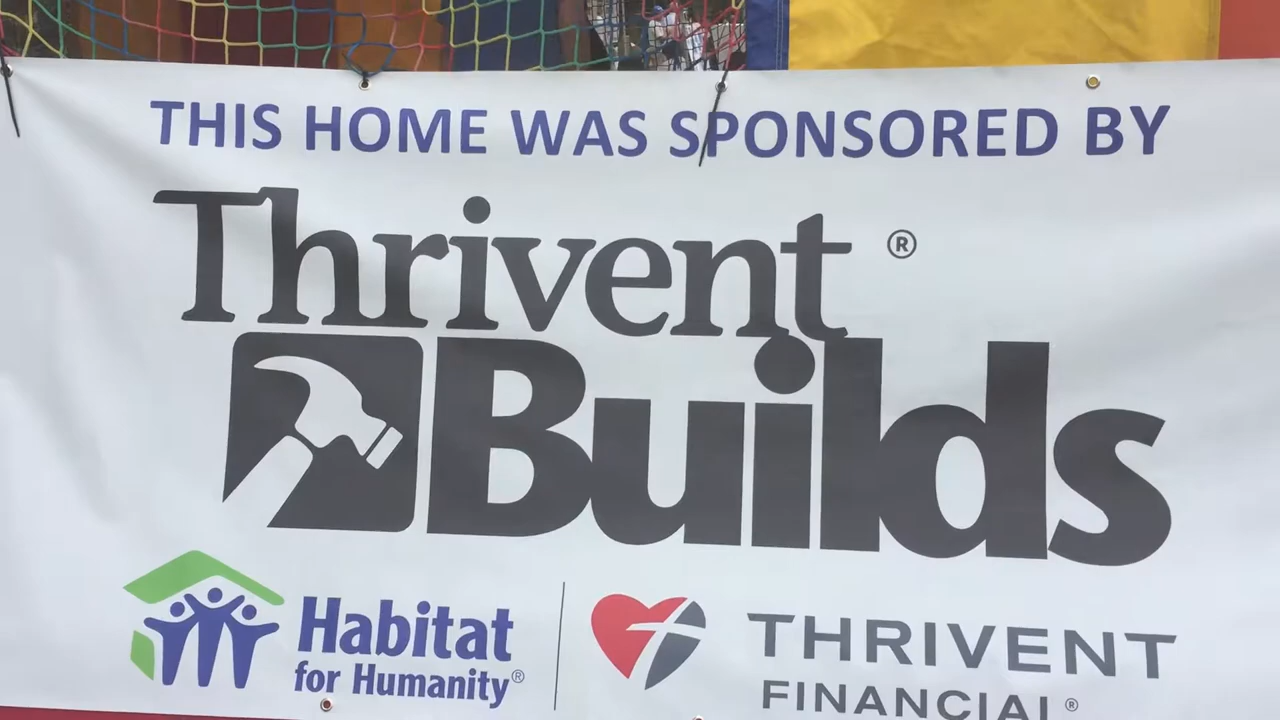 THIS HOME WAS SPONSORED BY
Thrivent ®
Builds
Habitat
for Humanity®
THRIVENT
FINANCIAL®